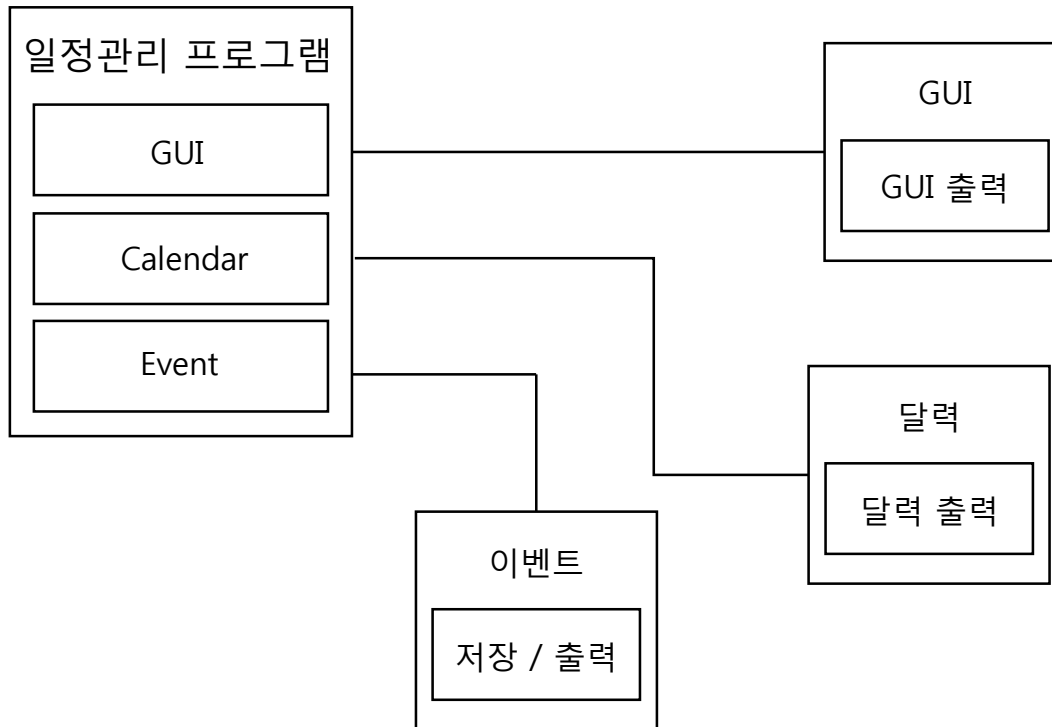 일정관리 프로그램
GUI
Calendar
Event
GUI
GUI 출력
달력
달력 출력
이벤트
저장 / 출력